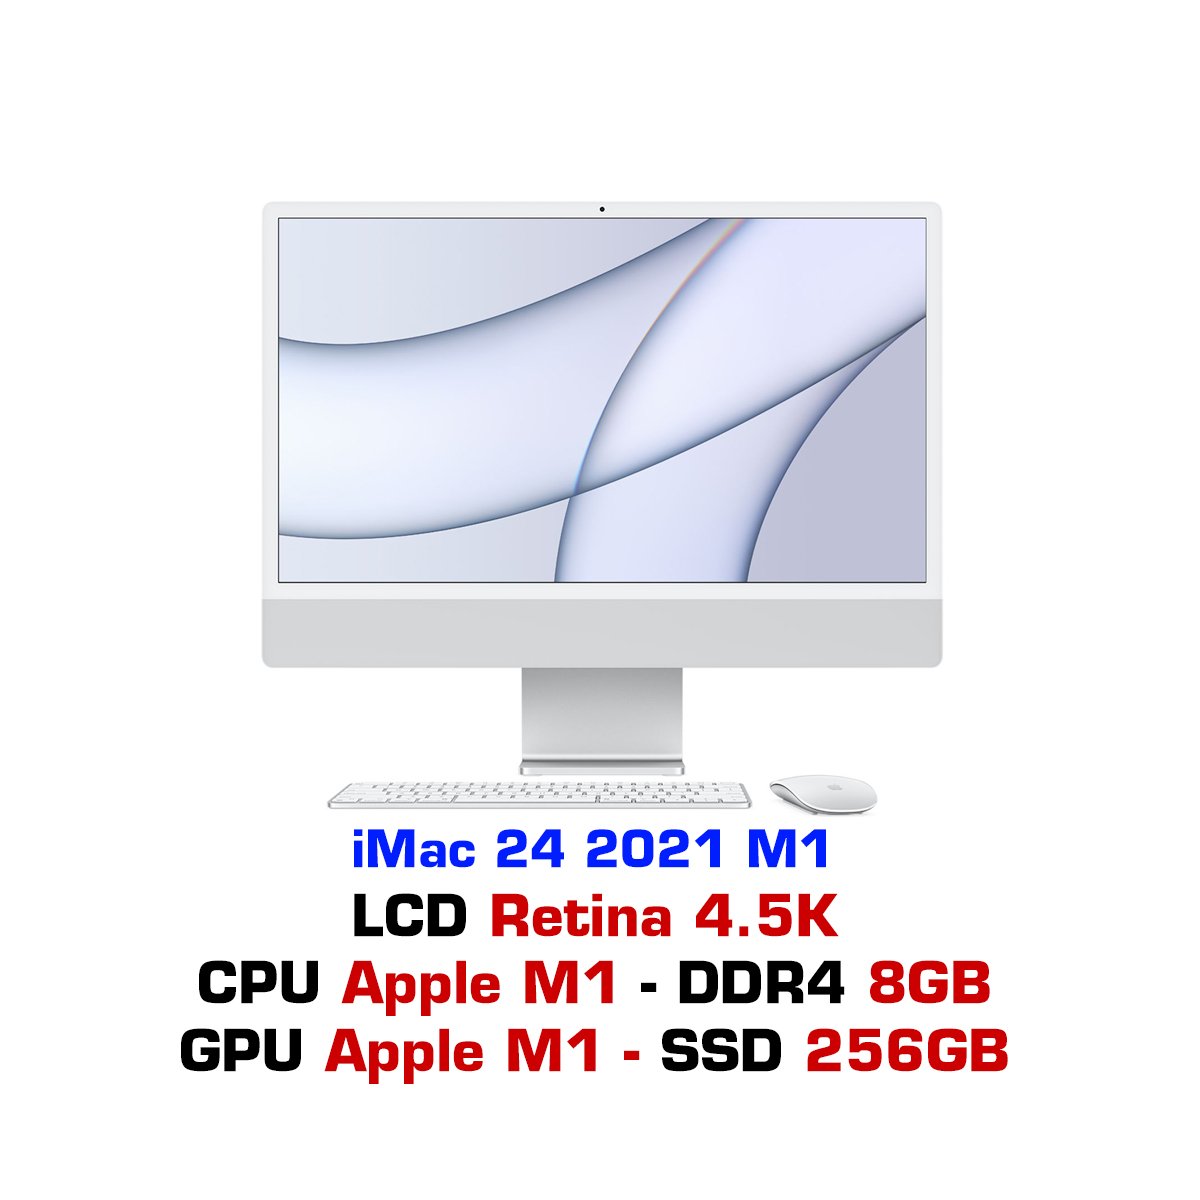 iMac 24 2021 M1
LCD Retina 4.5K
CPU Apple M1 - DDR4 8GB
GPU Apple M1 - SSD 256GB